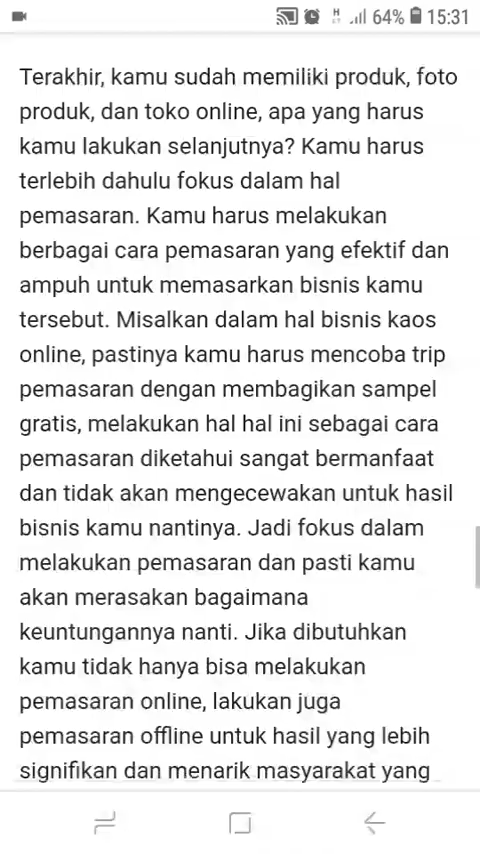 64% 15:31
Terakhir, kamu sudah memiliki produk, foto
produk, dan toko online, apa yang harus
kamu lakukan selanjutnya? Kamu harus
terlebih dahulu fokus dalam hal
pemasaran. Kamu harus melakukan
berbagai cara pemasaran yang efektif dan
ampuh untuk memasarkan bisnis kamu
tersebut. Misalkan dalam hal bisnis kaos
online, pastinya kamu harus mencoba trip
pemasaran dengan membagikan sampel
gratis, melakukan hal hal ini sebagai cara
pemasaran diketahui sangat bermanfaat
dan tidak akan mengecewakan untuk hasil
bisnis kamu nantinya. Jadi fokus dalam
melakukan pemasaran dan pasti kamu
akan merasakan bagaimana
keuntungannya nanti. Jika dibutuhkan
kamu tidak hanya bisa melakukan
pemasaran online, lakukan juga
pemasaran offline untuk hasil yang lebih
signifikan dan menarik masyarakat yang